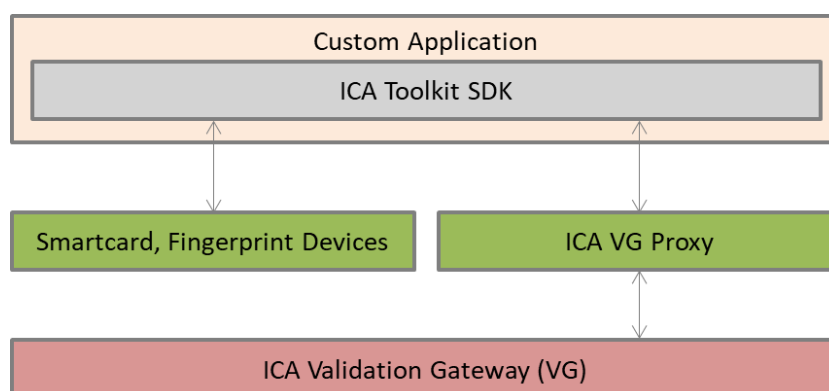 Custom Application
ICA Toolkit SDK
Smartcard, Fingerprint Devices
ICA VG Proxy
ICA Validation Gateway (VG)